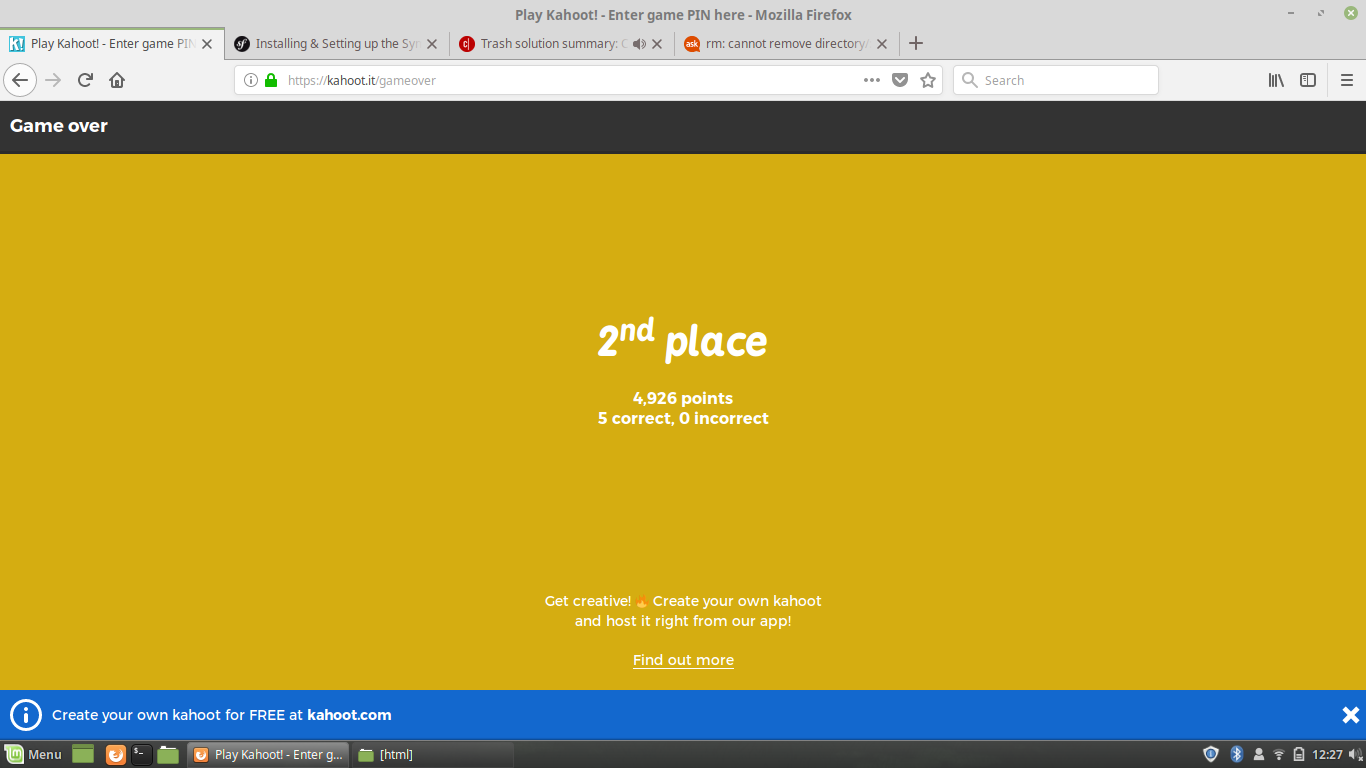 Play Kahoot! - Enter game PIN here - Mozilla Firefox
Play Kahoot! - Enter game PIN
Installing & Setting up the Sy
Trash solution summary: C
ask
rm: cannot remove directory/
https://kahoot.it/gameover
Search
Game over
2nd place
4,926 points
5 correct, 0 incorrect
Get creative! 🔥 Create your own kahoot
and host it right from our app!
Find out more
Create your own kahoot for FREE at kahoot.com
Menu
Play Kahoot! - Enter g...
[html]
12:27